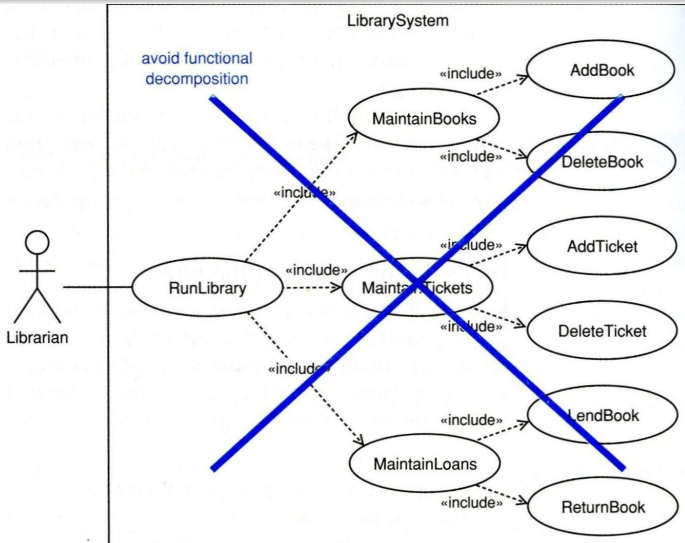 LibrarySystem
avoid functional
decomposition
AddBook
«include»
MaintainBooks
«include»
DeleteBook
«include»
«include»
AddTicket
«include»
RunLibrary
MaintainTickets
Librarian
«include»
DeleteTicket
«include»
«include»
LendBook
MaintainLoans
«include»
ReturnBook